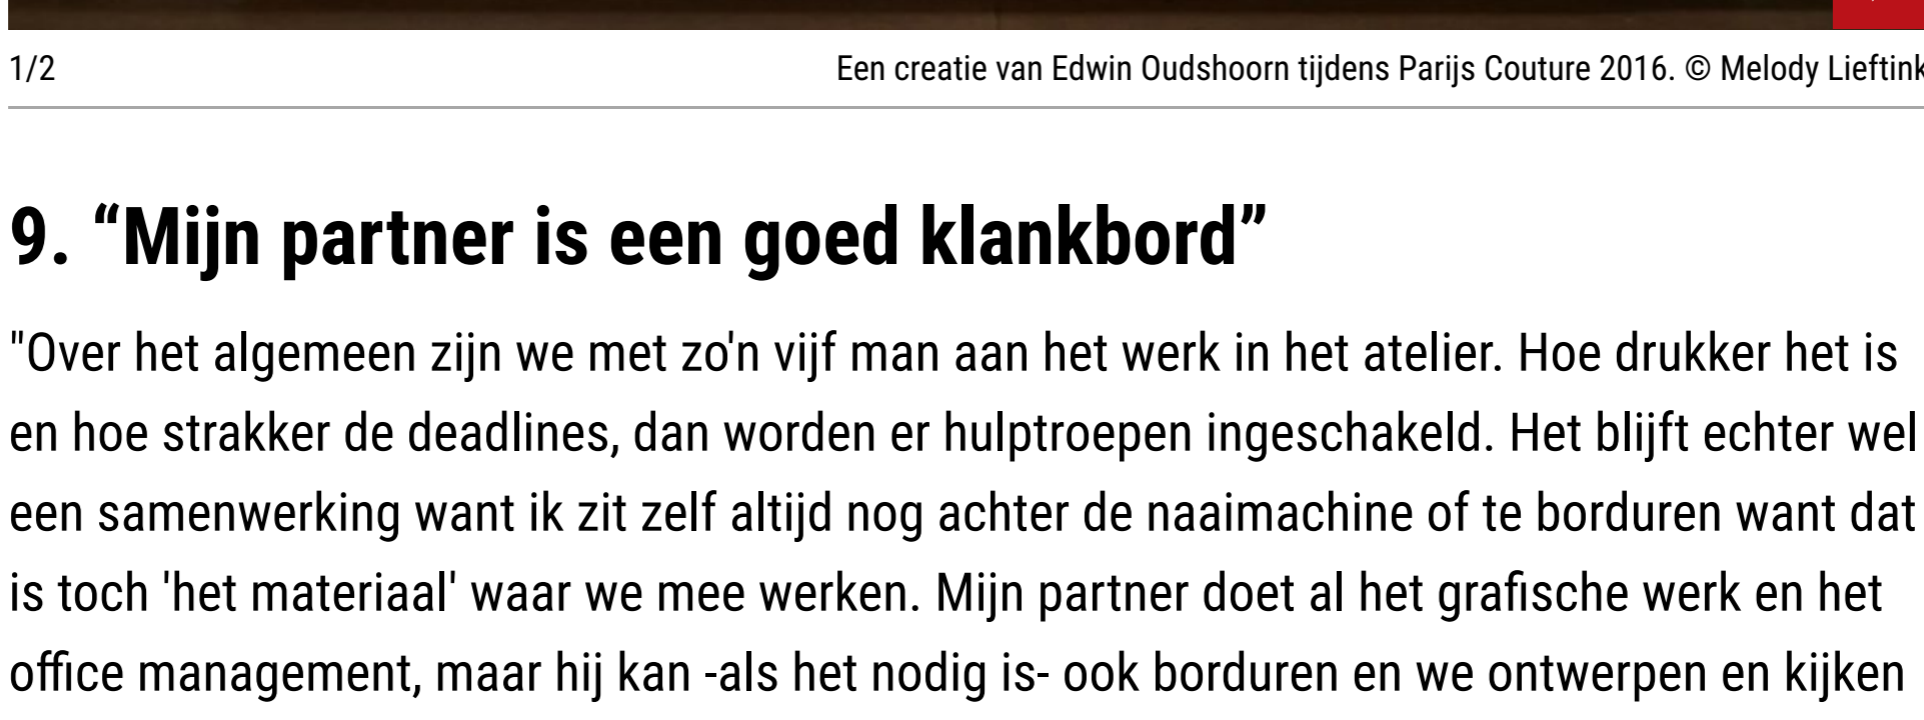 1/2
Een creatie van Edwin Oudshoorn tijdens Parijs Couture 2016. © Melody Lieftink
9. “Mijn partner is een goed klankbord”
"Over het algemeen zijn we met zo'n vijf man aan het werk in het atelier. Hoe drukker het is
en hoe strakker de deadlines, dan worden er hulptroepen ingeschakeld. Het blijft echter wel
een samenwerking want ik zit zelf altijd nog achter de naaimachine of te borduren want dat
is toch 'het materiaal' waar we mee werken. Mijn partner doet al het grafische werk en het
office management, maar hij kan -als het nodig is- ook borduren en we ontwerpen en kijken